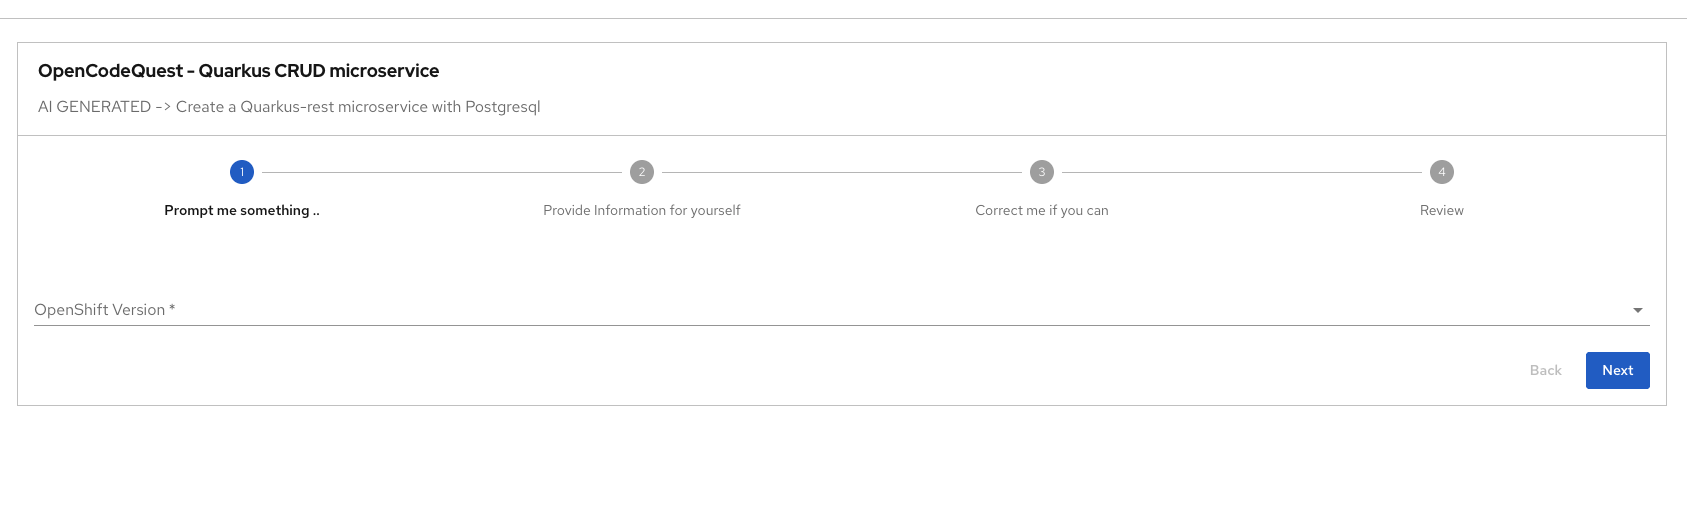 OpenCodeQuest - Quarkus CRUD microservice
AI GENERATED -> Create a Quarkus-rest microservice with Postgresql
1 2 3 4
Prompt me something .. Provide Information for yourself Correct me if you can Review
OpenShift Version *
Back Next